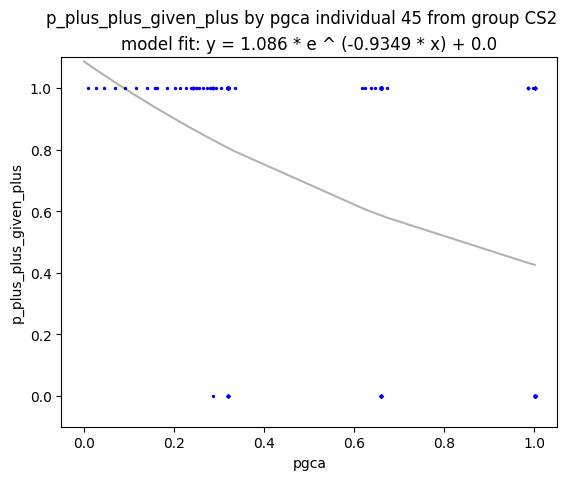 p_plus_plus_given_plus by pgca individual 45 from group CS2
model fit: y = 1.086 * e ^ (-0.9349 * x) + 0.0
p_plus_plus_given_plus
1.0
0.8
0.6
0.4
0.2
0.0
0.0 0.2 0.4 0.6 0.8 1.0
pgca